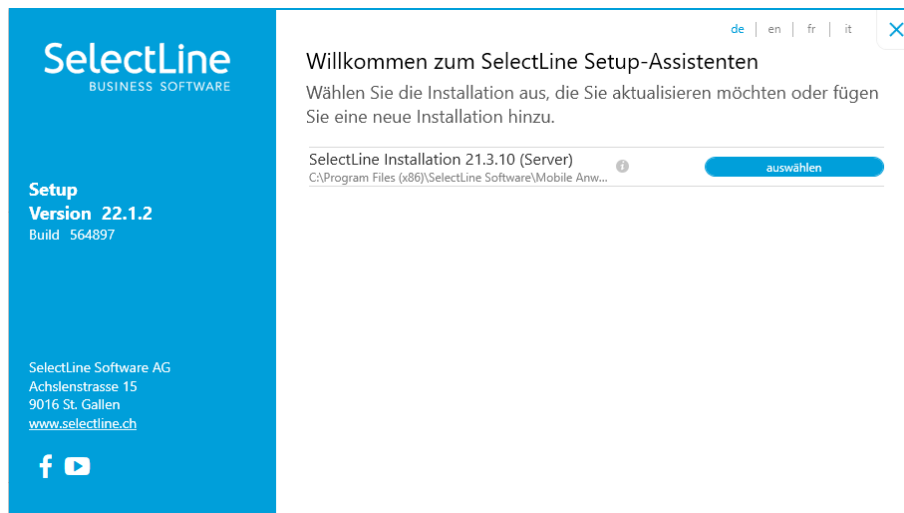 SelectLine
BUSINESS SOFTWARE
Setup
Version 22.1.2
Build 564897
SelectLine Software AG
Achslenstrasse 15
9016 St. Gallen
www.selectline.ch
de | en | fr | it
Willkommen zum SelectLine Setup-Assistenten
Wählen Sie die Installation aus, die Sie aktualisieren möchten oder fügen
Sie eine neue Installation hinzu.
SelectLine Installation 21.3.10 (Server)
C:\Program Files (x86)\SelectLine Software\Mobile Anw...
auswählen